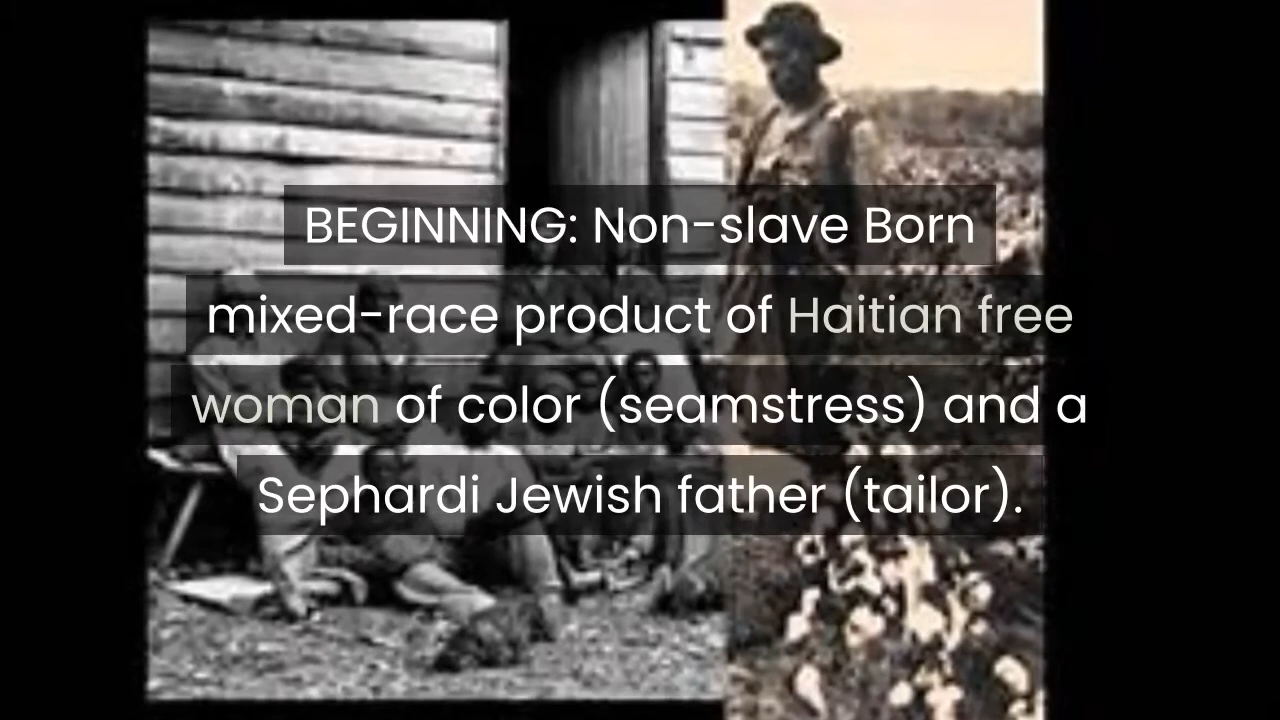 BEGINNING: Non-slave Born
mixed-race product of Haitian free
woman of color (seamstress) and a
Sephardi Jewish father (tailor).